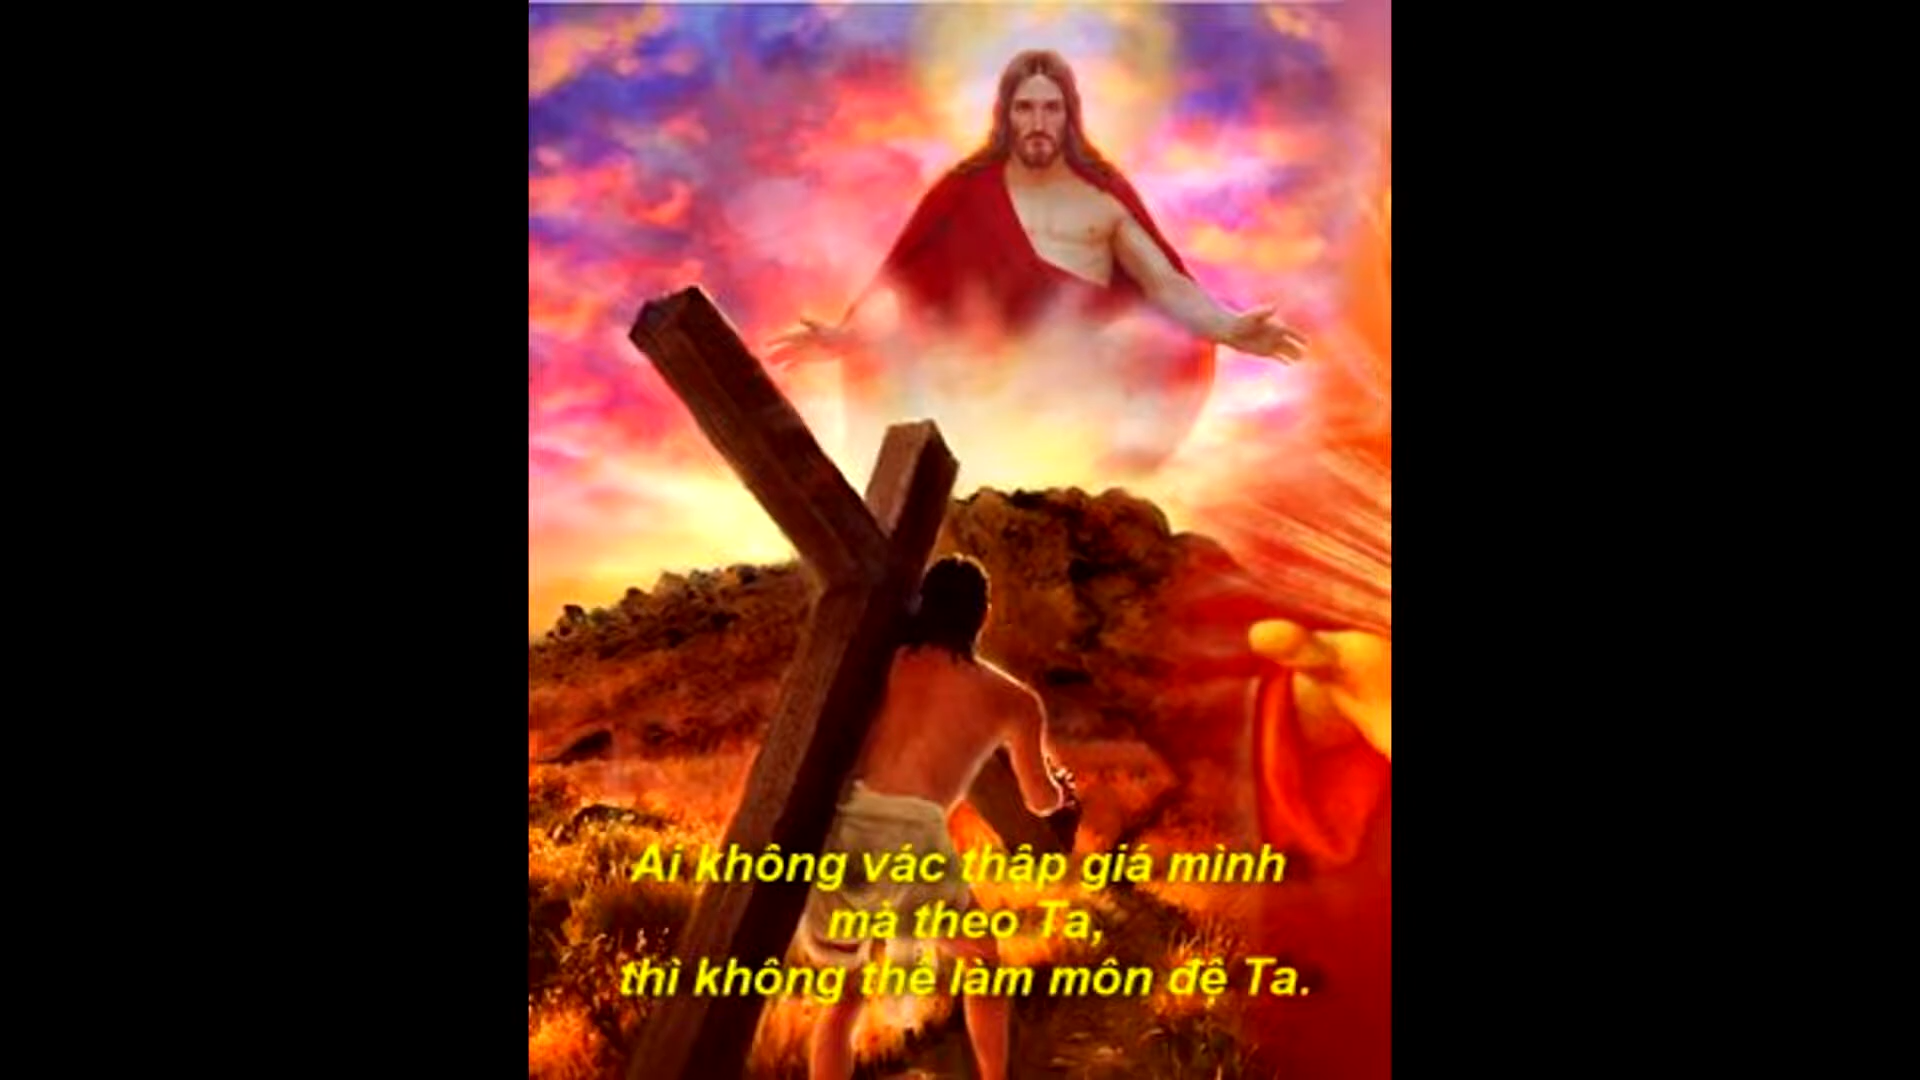 Ai không vác thập giá mình
mà theo Ta,
thì không thể làm môn đệ Ta.